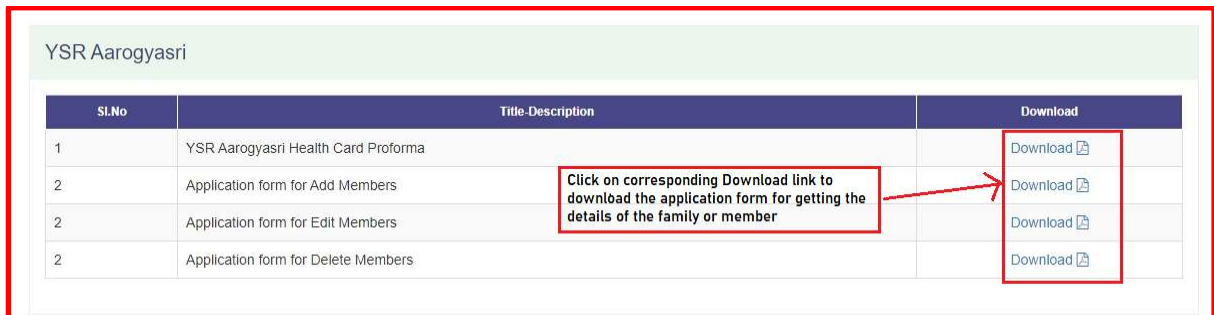 YSR Aarogyasri
Sl.No Title-Description Download
1 YSR Aarogyasri Health Card Proforma Download
2 Application form for Add Members Download
2 Application form for Edit Members Download
2 Application form for Delete Members Download
Click on corresponding Download link to
download the application form for getting the
details of the family or member